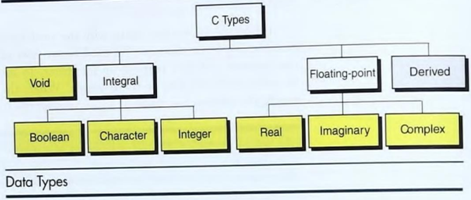 C Types
Void Integral Floating-point Derived
Boolean Character Integer Real Imaginary Complex
Data Types